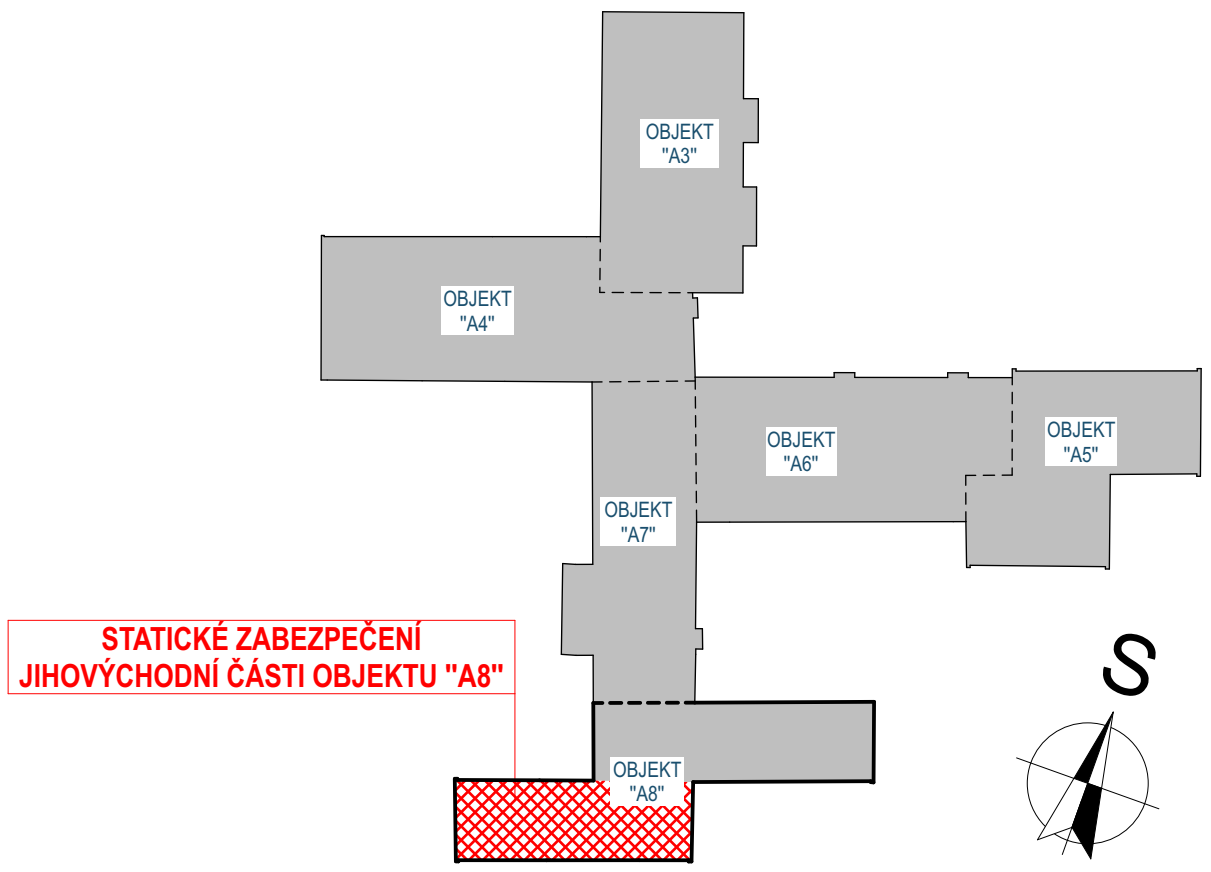 OBJEKT
"A3"
OBJEKT
"A4"
OBJEKT
"A6"
OBJEKT
"A5"
OBJEKT
"A7"
STATICKÉ ZABEZPEČENÍ
JIHOVÝCHODNÍ ČÁSTI OBJEKTU "A8"
S
OBJEKT
"A8"